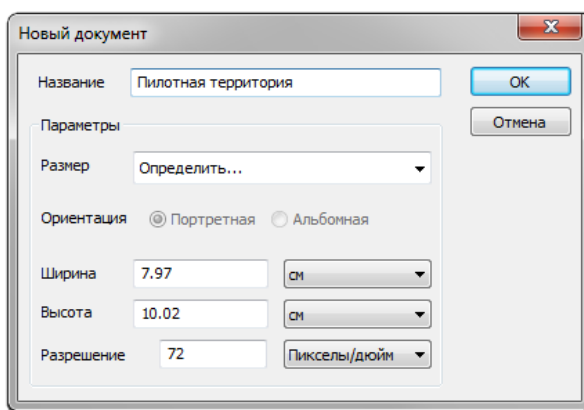 Новый документ
Название Пилотная территория OK
Параметры Отмена
Размер Определить...
Ориентация Портретная Альбомная
Ширина 7.97 см
Высота 10.02 см
Разрешение 72 Пикселы/дюйм